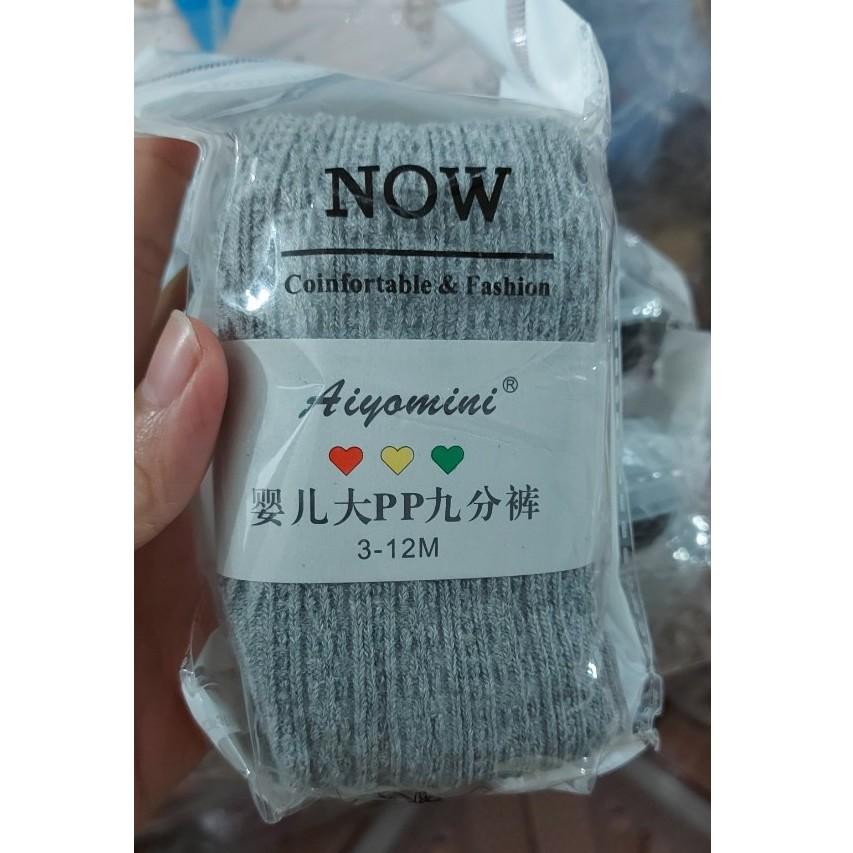 NOW
Coinfortable & Fashion
Aiyomini®
婴儿大PP九分裤
3-12M